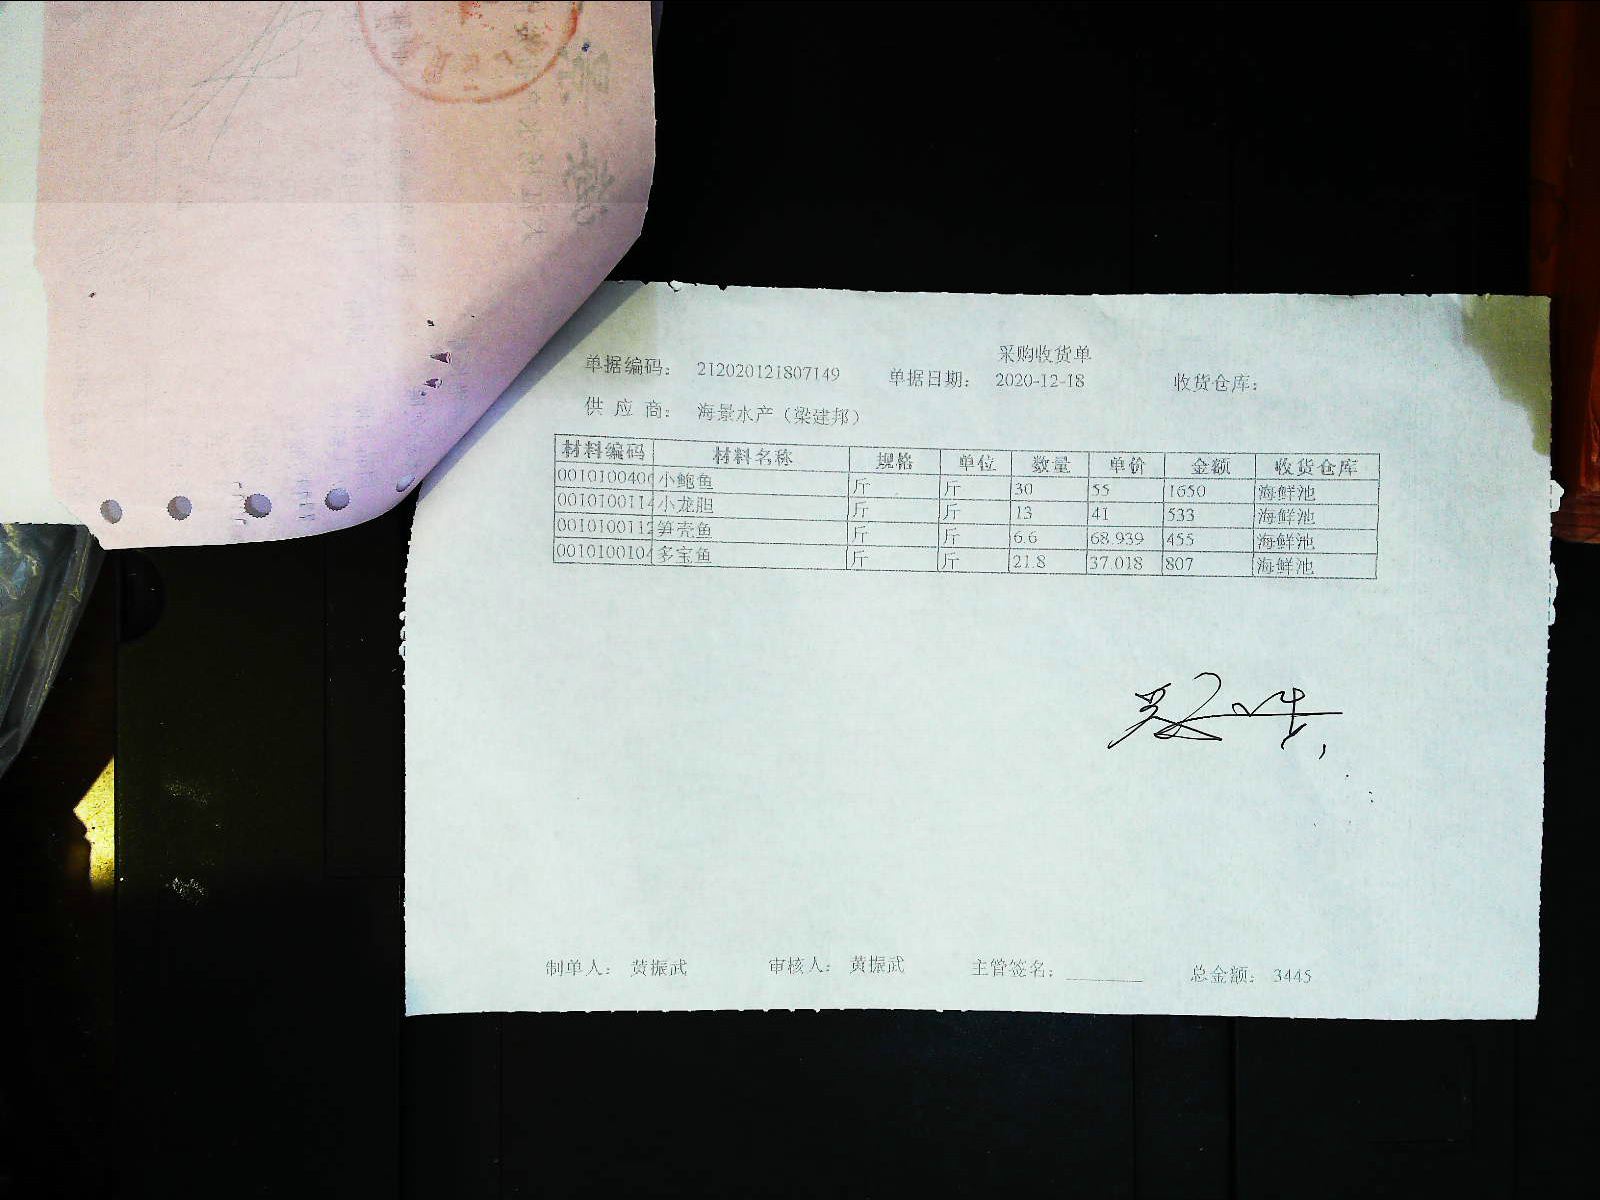 采购收货单
单据编码： 212020121807149 单据日期： 2020-12-18 收货仓库：
供 应 商： 海景水产（梁建邦）
材料编码 材料名称 规格 单位 数量 单价 金额 收货仓库
001010040 小鲍鱼 斤 斤 30 55 1650 海鲜池
0010100114 小龙胆 斤 斤 13 41 533 海鲜池
0010100112 笋壳鱼 斤 斤 6.6 68.939 455 海鲜池
0010100104 多宝鱼 斤 斤 21.8 37.018 807 海鲜池
制单人： 黄振武 审核人： 黄振武 主管签名： 总金额： 3445